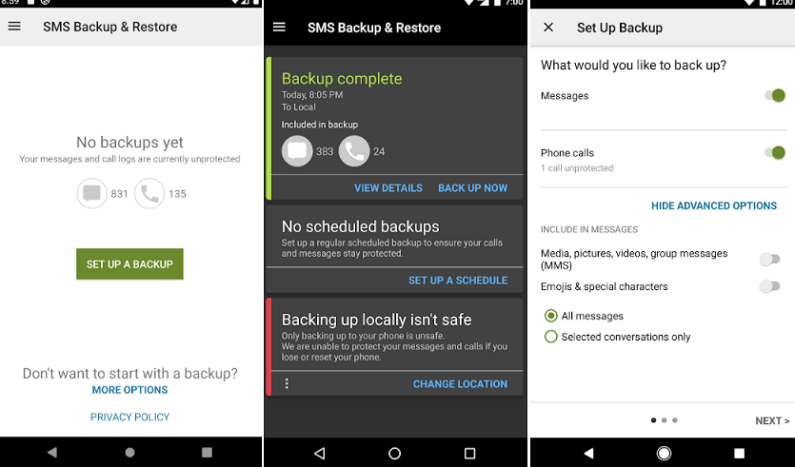 8:59
SMS Backup & Restore
No backups yet
Your messages and call logs are currently unprotected
831
135
SET UP A BACKUP
Don't want to start with a backup?
MORE OPTIONS
PRIVACY POLICY
7:00
SMS Backup & Restore
Backup complete
Today, 8:05 PM
To Local
Included in backup
383
24
VIEW DETAILS
BACK UP NOW
No scheduled backups
Set up a regular scheduled backup to ensure your calls
and messages stay protected.
SET UP A SCHEDULE
Backing up locally isn't safe
Only backing up to your phone is unsafe.
We are unable to protect your messages and calls if you
lose or reset your phone.
CHANGE LOCATION
12:00
Set Up Backup
What would you like to back up?
Messages
Phone calls
1 call unprotected
HIDE ADVANCED OPTIONS
INCLUDE IN MESSAGES
Media, pictures, videos, group messages
(MMS)
Emojis & special characters
All messages
Selected conversations only
NEXT >